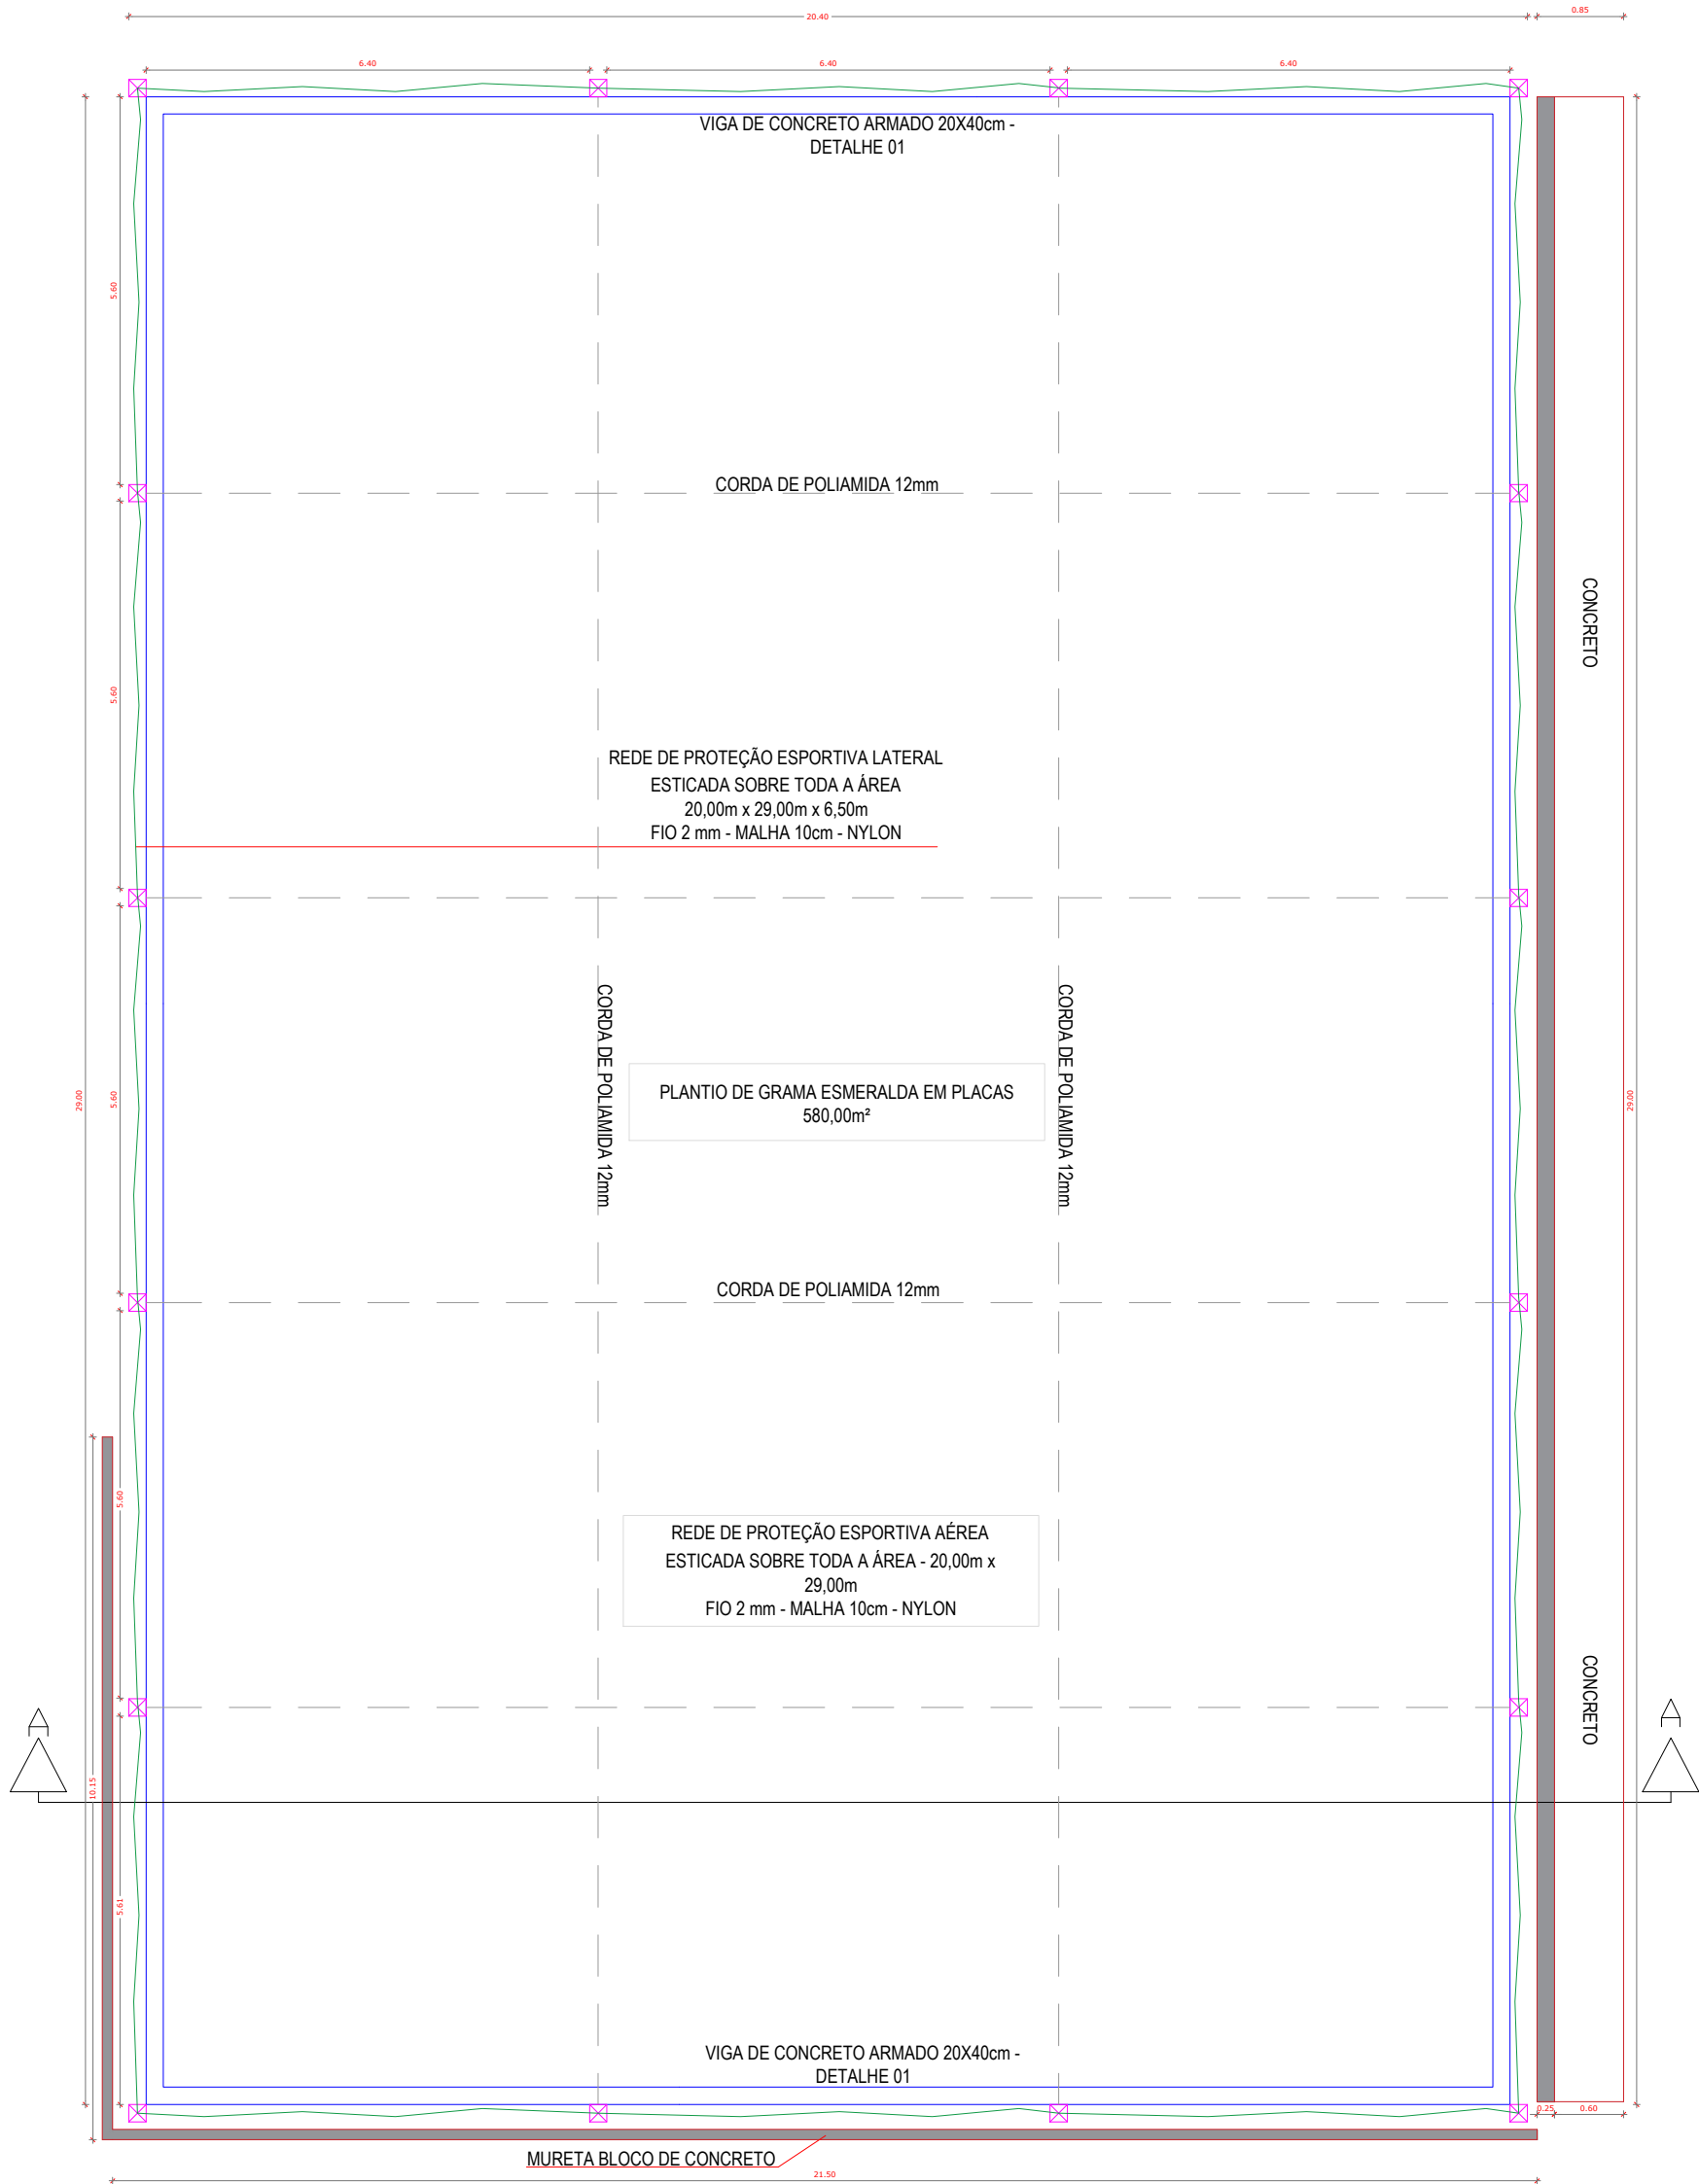 20.40
0.85
6.40
6.40
6.40
VIGA DE CONCRETO ARMADO 20X40cm -
DETALHE 01
5.60
CORDA DE POLIAMIDA 12mm
CONCRETO
5.60
REDE DE PROTEÇÃO ESPORTIVA LATERAL
ESTICADA SOBRE TODA A ÁREA
20,00m x 29,00m x 6,50m
FIO 2 mm - MALHA 10cm - NYLON
CORDA DE POLIAMIDA 12mm
CORDA DE POLIAMIDA 12mm
29.00
5.60
PLANTIO DE GRAMA ESMERALDA EM PLACAS
580,00m²
29.00
CORDA DE POLIAMIDA 12mm
5.60
REDE DE PROTEÇÃO ESPORTIVA AÉREA
ESTICADA SOBRE TODA A ÁREA - 20,00m x
29,00m
FIO 2 mm - MALHA 10cm - NYLON
CONCRETO
A
A
10.15
5.61
VIGA DE CONCRETO ARMADO 20X40cm -
DETALHE 01
0.25
0.60
MURETA BLOCO DE CONCRETO
21.50